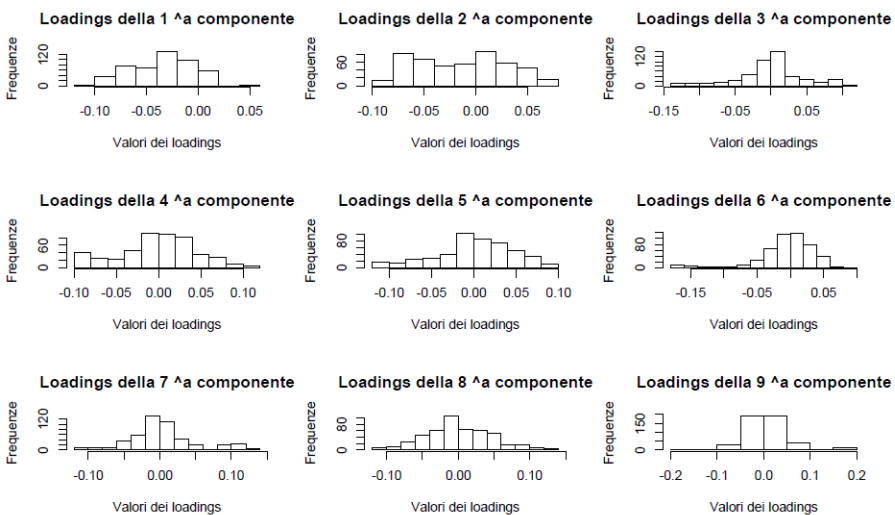 Loadings della 1 ^a componente
Frequenze
0 120
-0.10 -0.05 0.00 0.05
Valori dei loadings
Loadings della 2 ^a componente
Frequenze
0 60
-0.10 -0.05 0.00 0.05
Valori dei loadings
Loadings della 3 ^a componente
Frequenze
0 120
-0.15 -0.05 0.05
Valori dei loadings
Loadings della 4 ^a componente
Frequenze
0 60
-0.10 -0.05 0.00 0.05 0.10
Valori dei loadings
Loadings della 5 ^a componente
Frequenze
0 80
-0.10 -0.05 0.00 0.05 0.10
Valori dei loadings
Loadings della 6 ^a componente
Frequenze
0 80
-0.15 -0.05 0.05
Valori dei loadings
Loadings della 7 ^a componente
Frequenze
0 120
-0.10 0.00 0.10
Valori dei loadings
Loadings della 8 ^a componente
Frequenze
0 80
-0.10 0.00 0.10
Valori dei loadings
Loadings della 9 ^a componente
Frequenze
0 150
-0.2 -0.1 0.0 0.1 0.2
Valori dei loadings